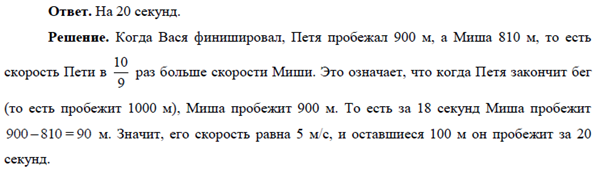 Ответ. На 20 секунд.
Решение. Когда Вася финишировал, Петя пробежал 900 м, а Миша 810 м, то есть
скорость Пети в 10/9 раз больше скорости Миши. Это означает, что когда Петя закончит бег
(то есть пробежит 1000 м), Миша пробежит 900 м. То есть за 18 секунд Миша пробежит
900 – 810 = 90 м. Значит, его скорость равна 5 м/с, и оставшиеся 100 м он пробежит за 20
секунд.